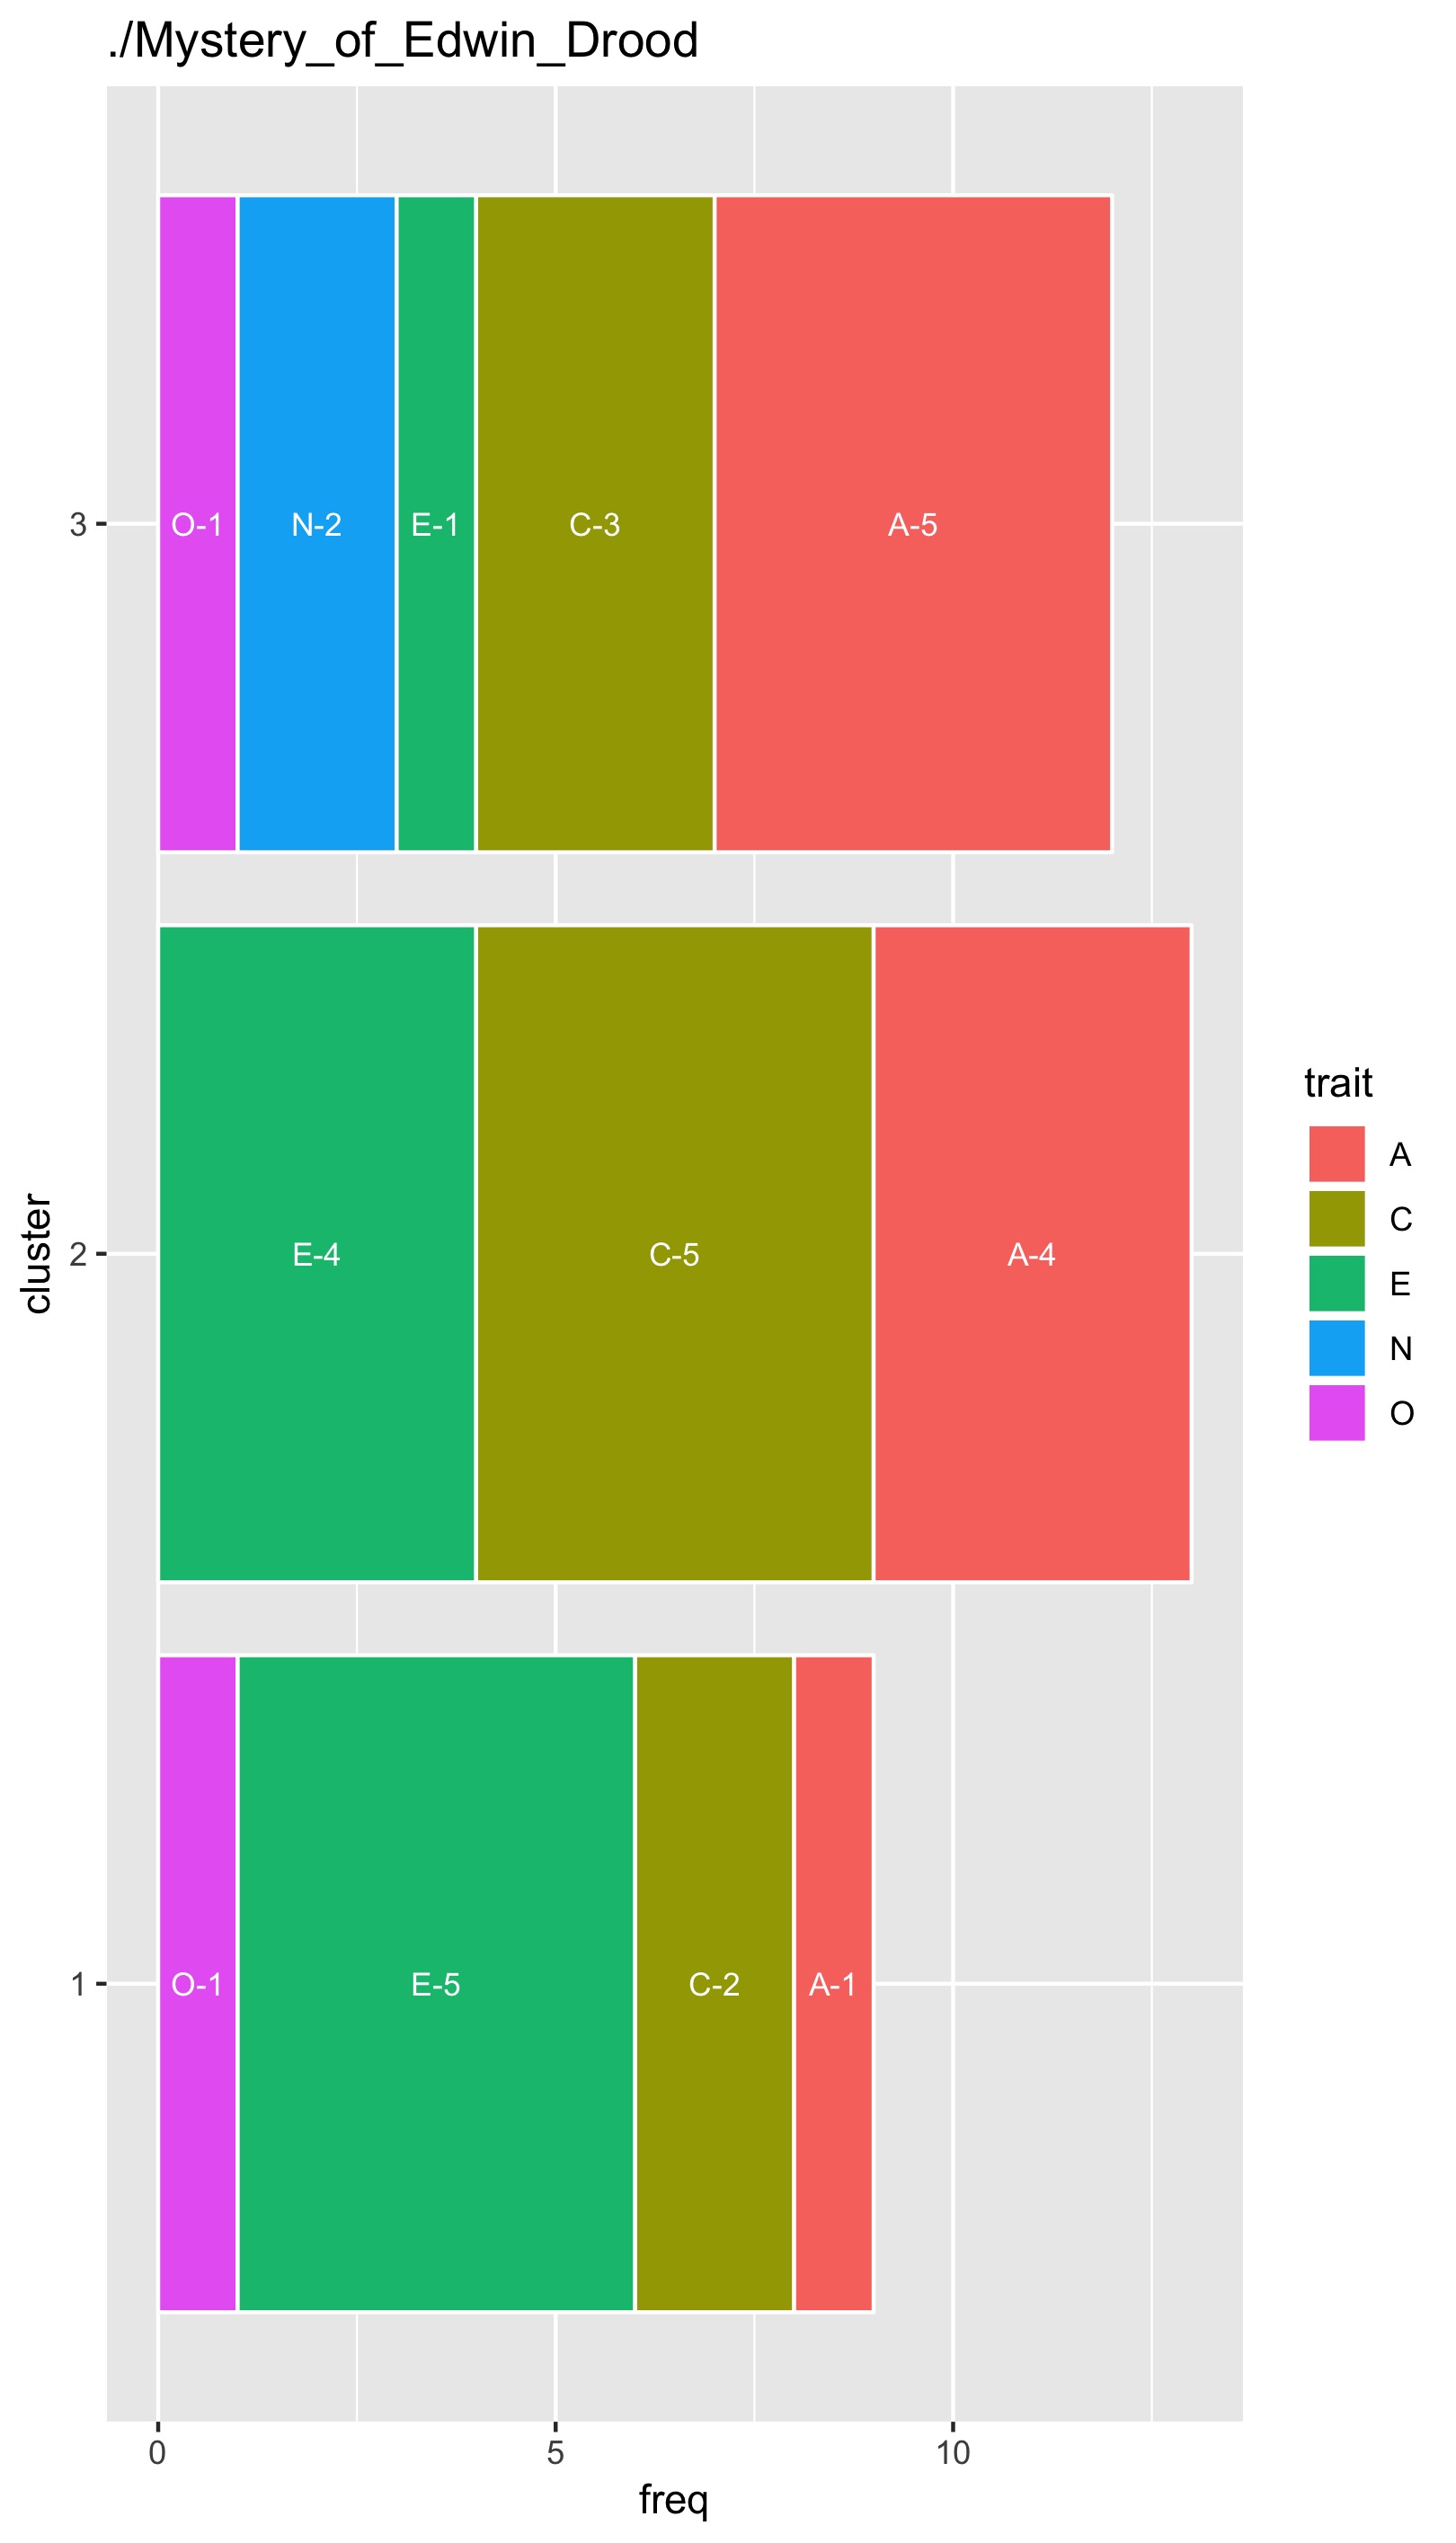 ./Mystery_of_Edwin_Drood
3
O-1 N-2 E-1 C-3 A-5
cluster
2
E-4 C-5 A-4
1
O-1 E-5 C-2 A-1
0 5 10
freq
trait
A
C
E
N
O